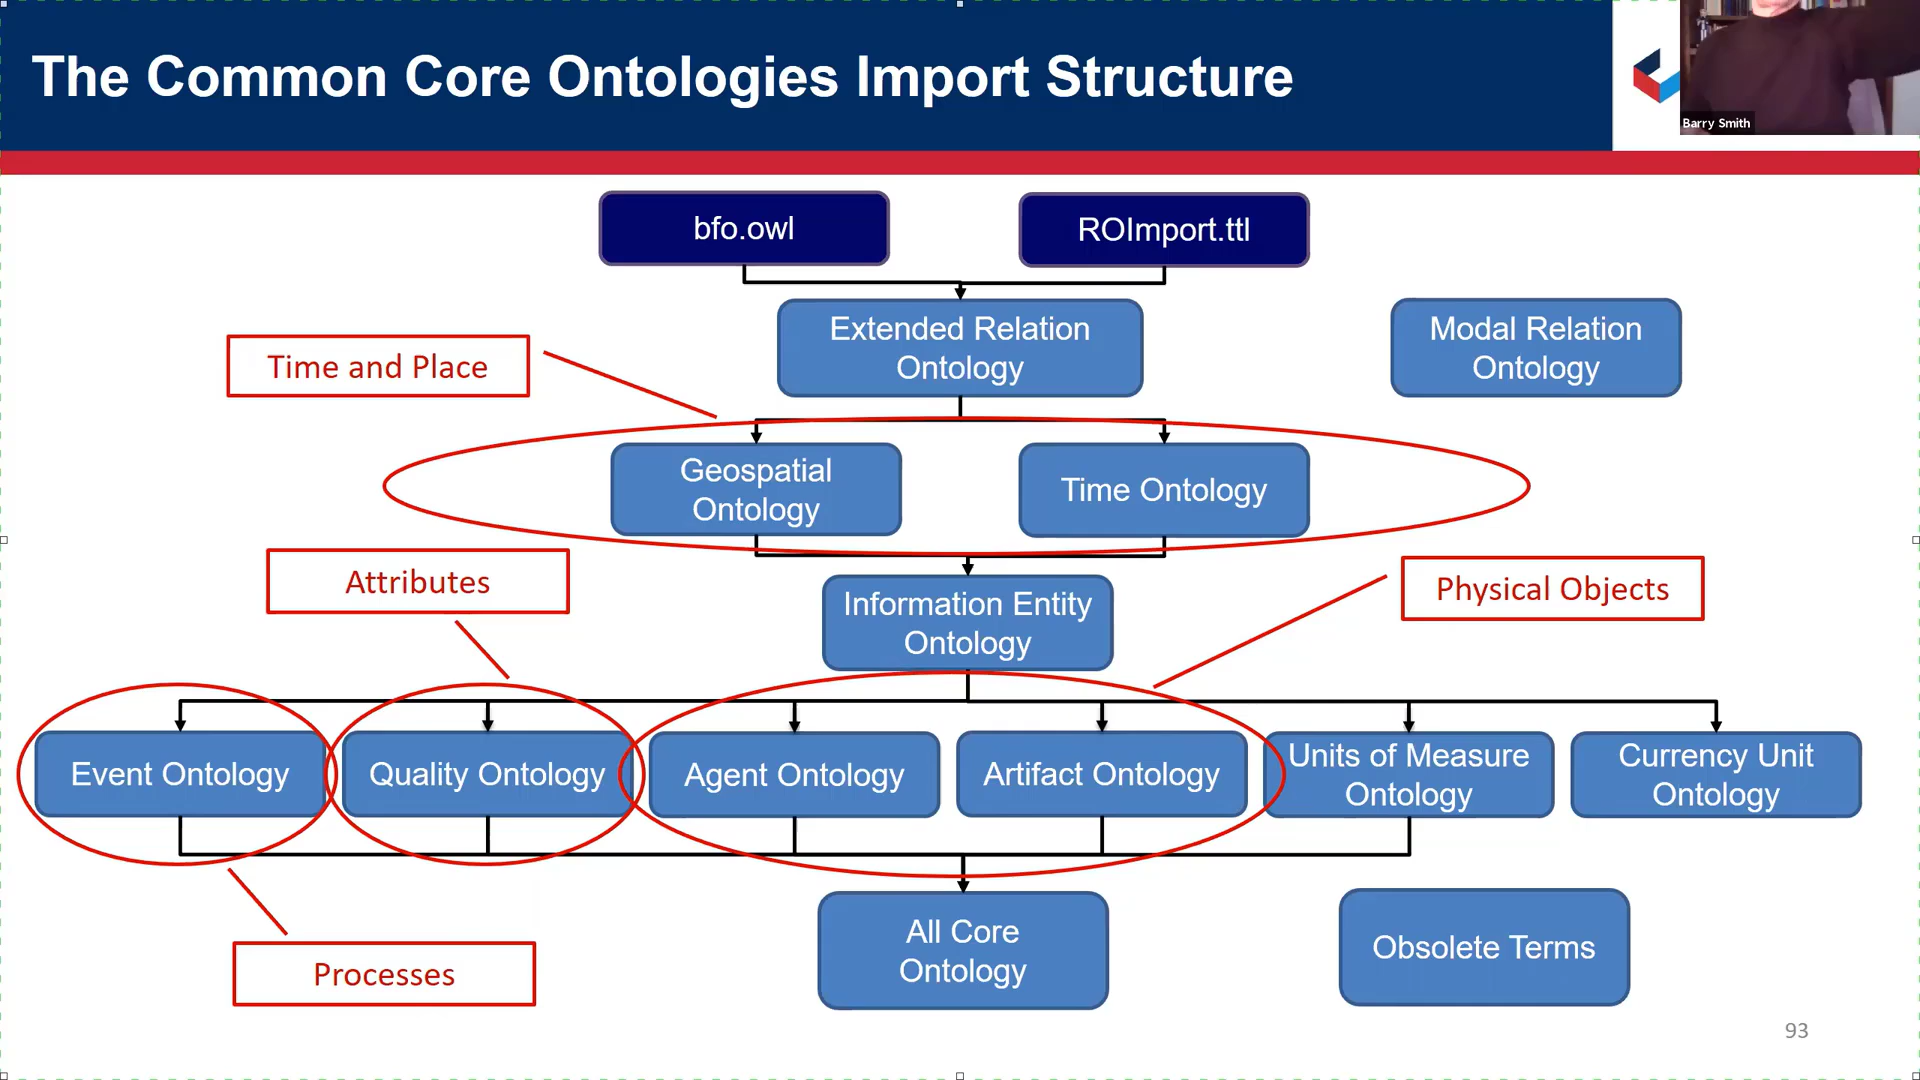 The Common Core Ontologies Import Structure
Barry Smith
bfo.owl
ROImport.ttl
Extended Relation
Ontology
Modal Relation
Ontology
Time and Place
Geospatial
Ontology
Time Ontology
Attributes
Information Entity
Ontology
Physical Objects
Event Ontology
Quality Ontology
Agent Ontology
Artifact Ontology
Units of Measure
Ontology
Currency Unit
Ontology
All Core
Ontology
Obsolete Terms
Processes
93